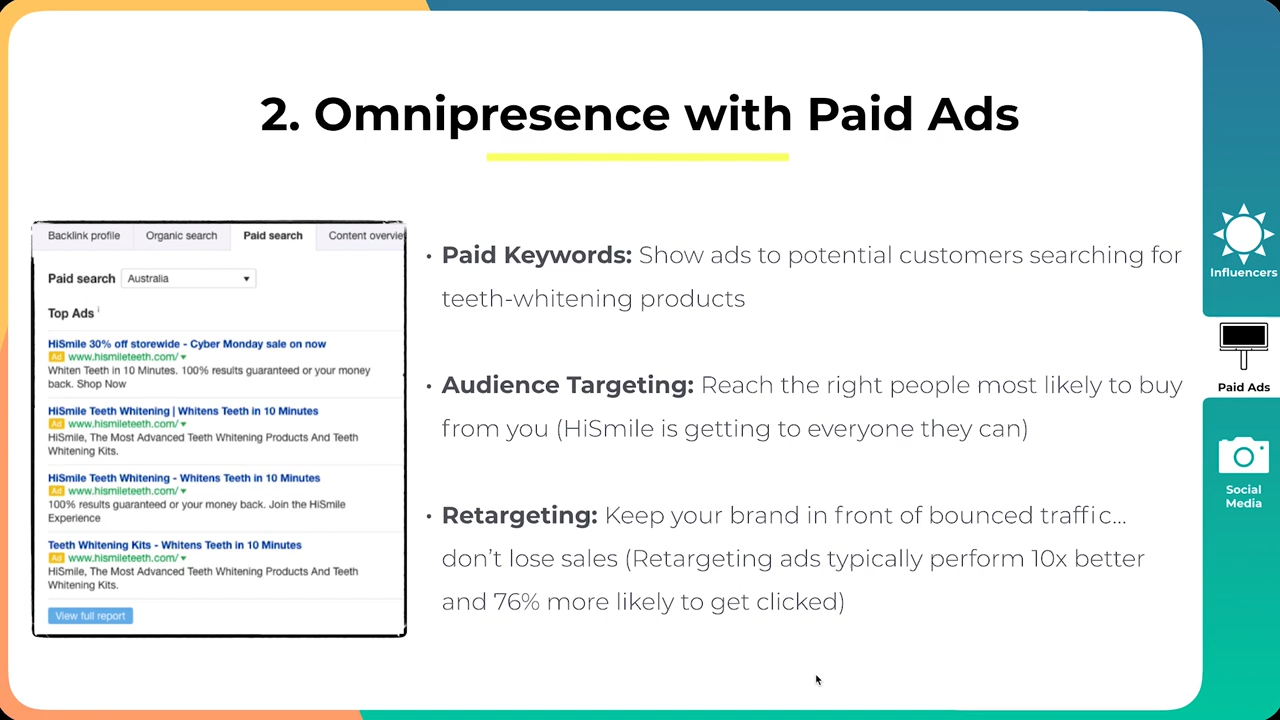 2. Omnipresence with Paid Ads
Backlink profile
Organic search
Paid search
Content overvie
Paid search
Australia
Top Ads i
HiSmile 30% off storewide - Cyber Monday sale on now
Ad www.hismileteeth.com/
Whiten Teeth in 10 Minutes. 100% results guaranteed or your money
back. Shop Now
HiSmile Teeth Whitening | Whitens Teeth in 10 Minutes
Ad www.hismileteeth.com/
HiSmile, The Most Advanced Teeth Whitening Products And Teeth
Whitening Kits.
HiSmile Teeth Whitening - Whitens Teeth in 10 Minutes
Ad www.hismileteeth.com/
100% results guaranteed or your money back. Join the HiSmile
Experience
Teeth Whitening Kits - Whitens Teeth in 10 Minutes
Ad www.hismileteeth.com/
HiSmile, The Most Advanced Teeth Whitening Products And Teeth
Whitening Kits.
View full report
• Paid Keywords: Show ads to potential customers searching for
teeth-whitening products
• Audience Targeting: Reach the right people most likely to buy
from you (HiSmile is getting to everyone they can)
• Retargeting: Keep your brand in front of bounced traffic...
don't lose sales (Retargeting ads typically perform 10x better
and 76% more likely to get clicked)
Influencers
Paid Ads
Social
Media